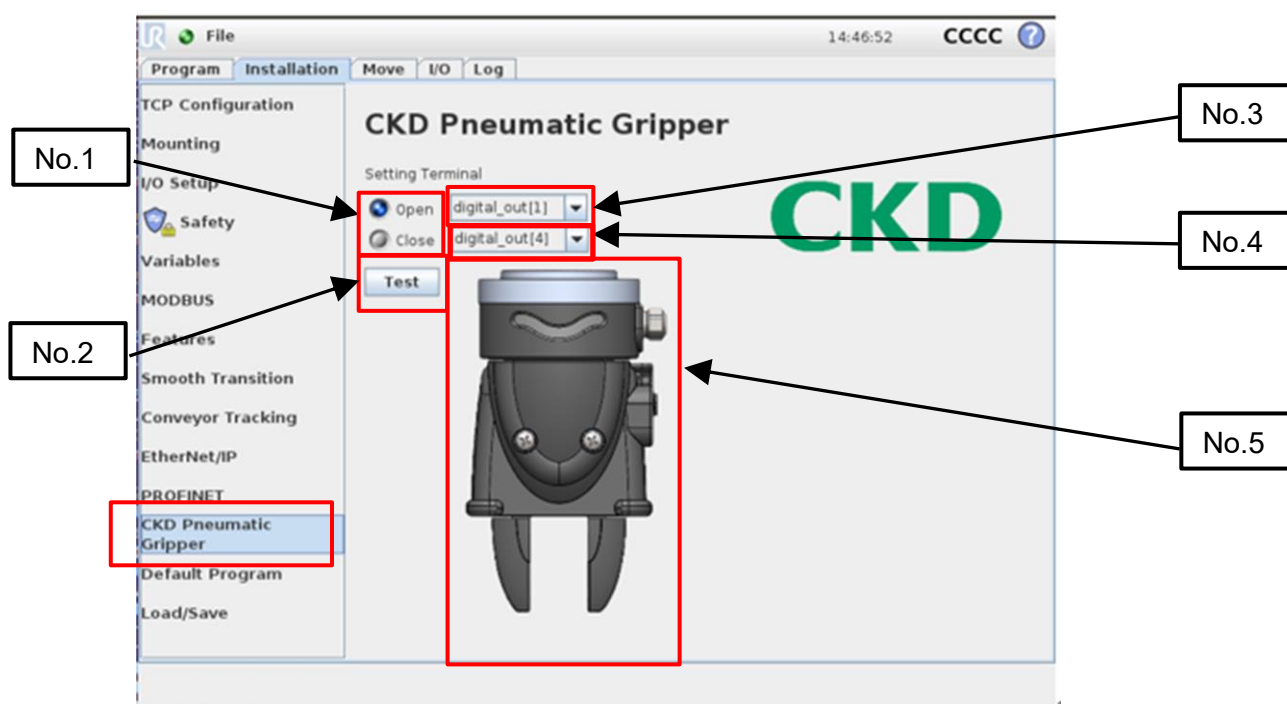 File
14:46:52
CCCC
?
Program Installation Move I/O Log
TCP Configuration
Mounting
I/O Setup
Safety
Variables
MODBUS
Features
Smooth Transition
Conveyor Tracking
EtherNet/IP
PROFINET
CKD Pneumatic
Gripper
Default Program
Load/Save
CKD Pneumatic Gripper
Setting Terminal
Open digital_out[1]
Close digital_out[4]
Test
CKD
No.1
No.2
No.3
No.4
No.5